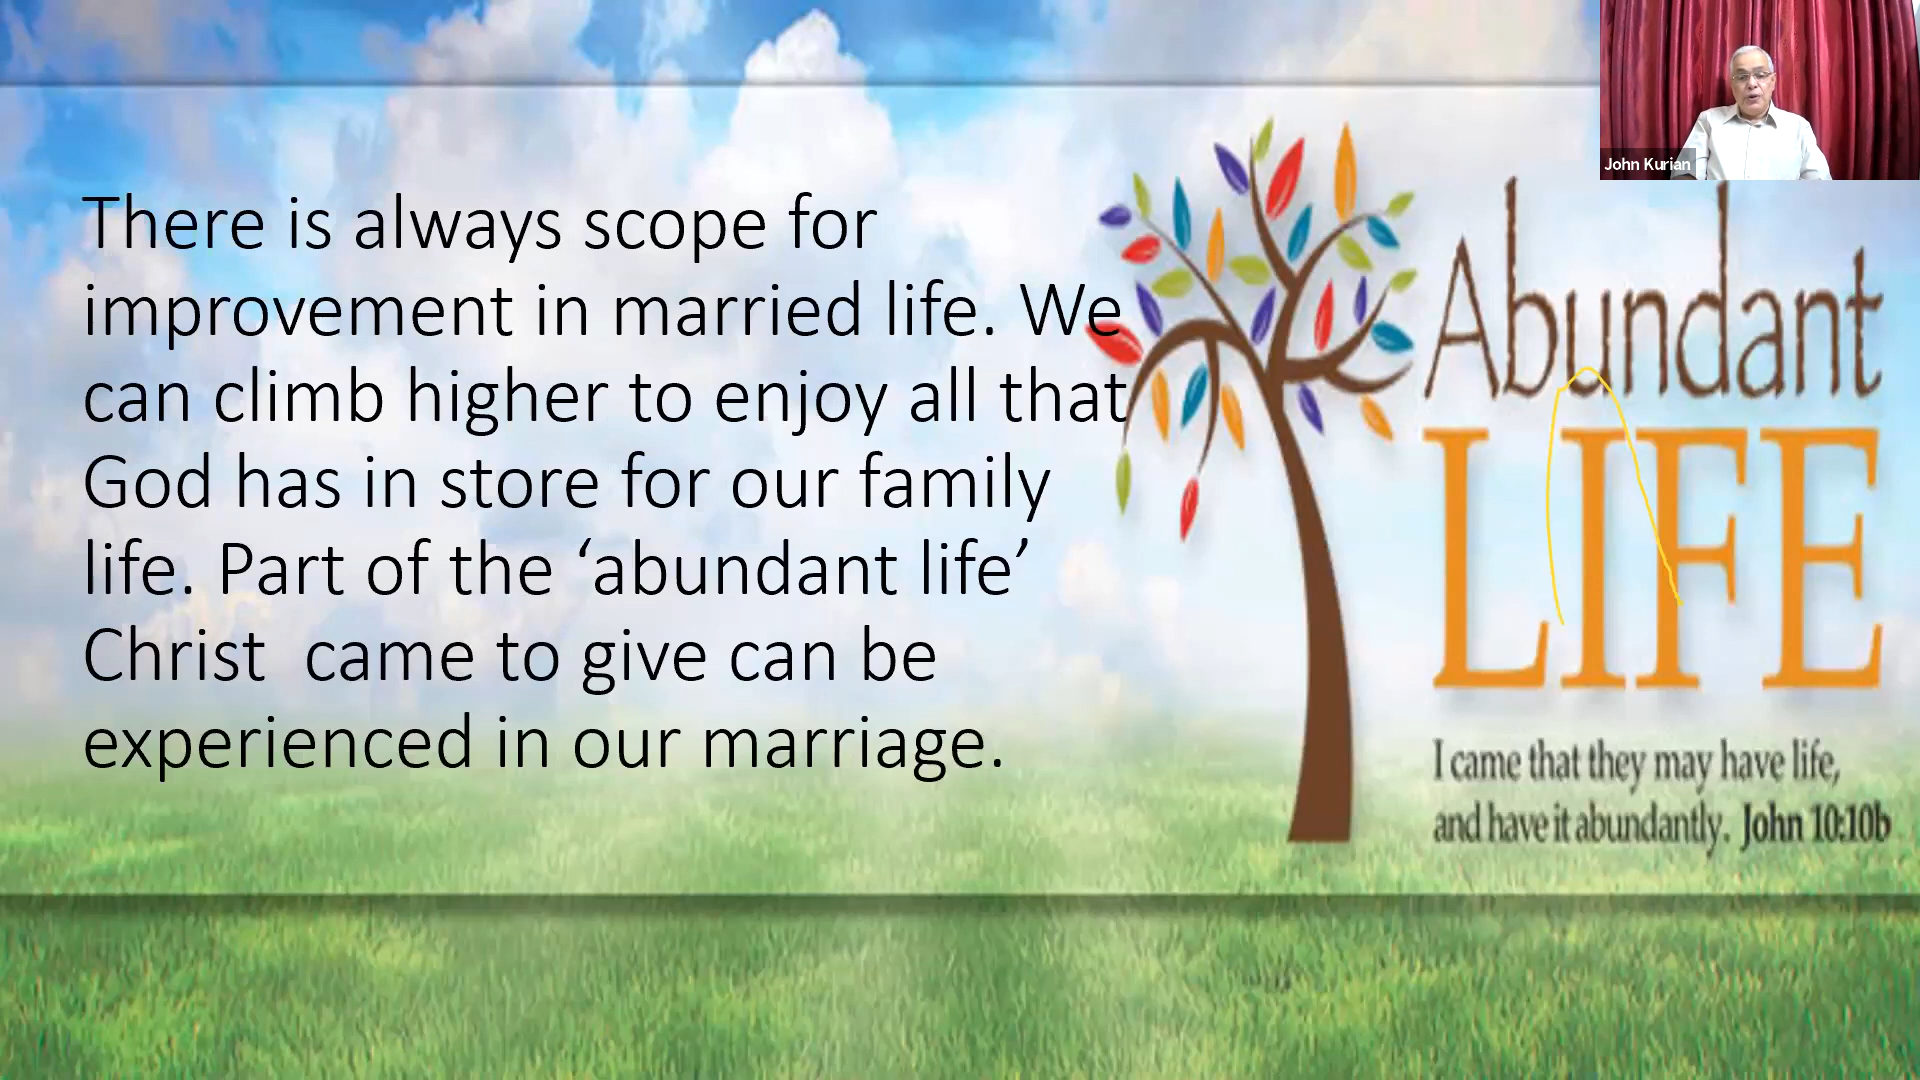 There is always scope for
improvement in married life. We
can climb higher to enjoy all that
God has in store for our family
life. Part of the ‘abundant life’
Christ  came to give can be
experienced in our marriage.
John Kurian
Abundant
LIFE
I came that they may have life,
and have it abundantly. John 10:10b